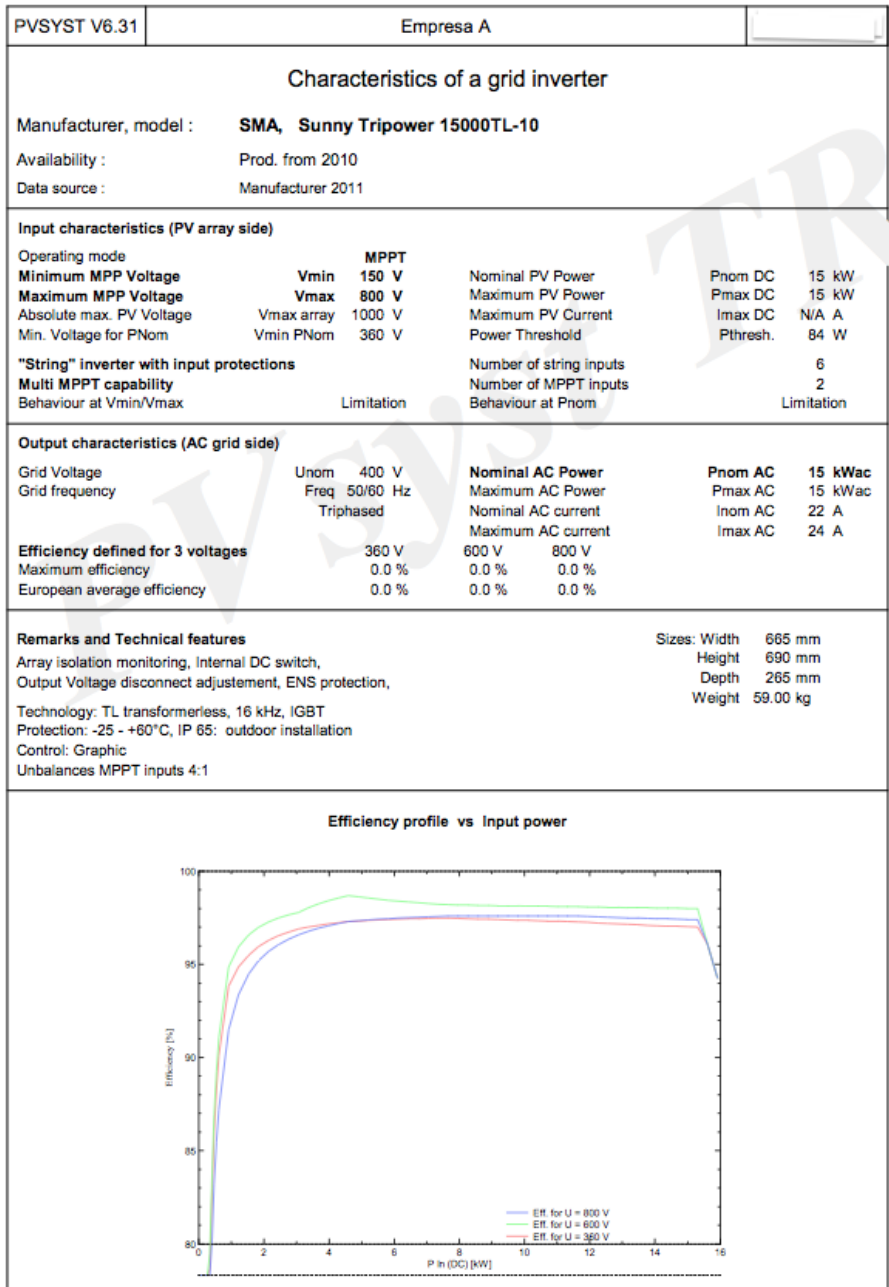 PVSYST V6.31 Empresa A
Characteristics of a grid inverter
Manufacturer, model : SMA, Sunny Tripower 15000TL-10
Availability : Prod. from 2010
Data source : Manufacturer 2011
Input characteristics (PV array side)
Operating mode MPPT
Minimum MPP Voltage Vmin 150 V Nominal PV Power Pnom DC 15 kW
Maximum MPP Voltage Vmax 800 V Maximum PV Power Pmax DC 15 kW
Absolute max. PV Voltage Vmax array 1000 V Maximum PV Current Imax DC N/A A
Min. Voltage for PNom Vmin PNom 360 V Power Threshold Pthresh. 84 W
"String" inverter with input protections Number of string inputs 6
Multi MPPT capability Number of MPPT inputs 2
Behaviour at Vmin/Vmax Limitation Behaviour at Pnom Limitation
Output characteristics (AC grid side)
Grid Voltage Unom 400 V Nominal AC Power Pnom AC 15 kWac
Grid frequency Freq 50/60 Hz Maximum AC Power Pmax AC 15 kWac
Triphased Nominal AC current Inom AC 22 A
Maximum AC current Imax AC 24 A
Efficiency defined for 3 voltages 360 V 600 V 800 V
Maximum efficiency 0.0 % 0.0 % 0.0 %
European average efficiency 0.0 % 0.0 % 0.0 %
Remarks and Technical features Sizes: Width 665 mm
Array isolation monitoring, Internal DC switch, Height 690 mm
Output Voltage disconnect adjustement, ENS protection, Depth 265 mm
Weight 59.00 kg
Technology: TL transformerless, 16 kHz, IGBT
Protection: -25 - +60°C, IP 65: outdoor installation
Control: Graphic
Unbalances MPPT inputs 4:1
PVsyst TR
Efficiency profile vs Input power
100
95
90
85
80
Efficiency [%]
Eff. for U = 800 V
Eff. for U = 600 V
Eff. for U = 360 V
0 2 4 6 8 10 12 14 16
P In (DC) [kW]